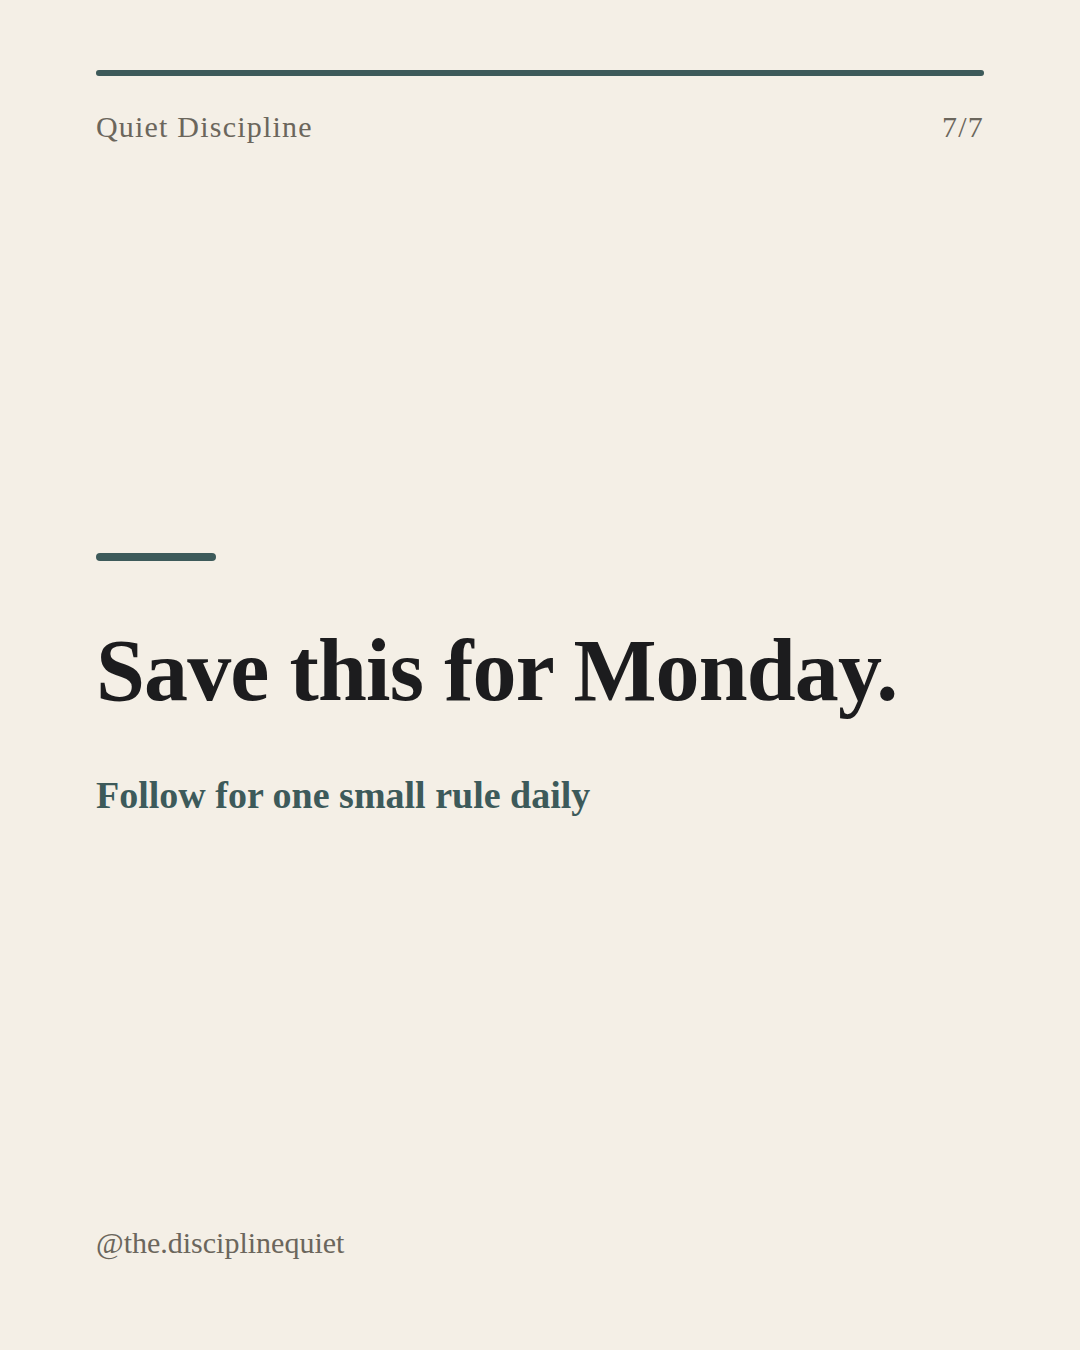 Quiet Discipline
7/7
Save this for Monday.
Follow for one small rule daily
@the.disciplinequiet